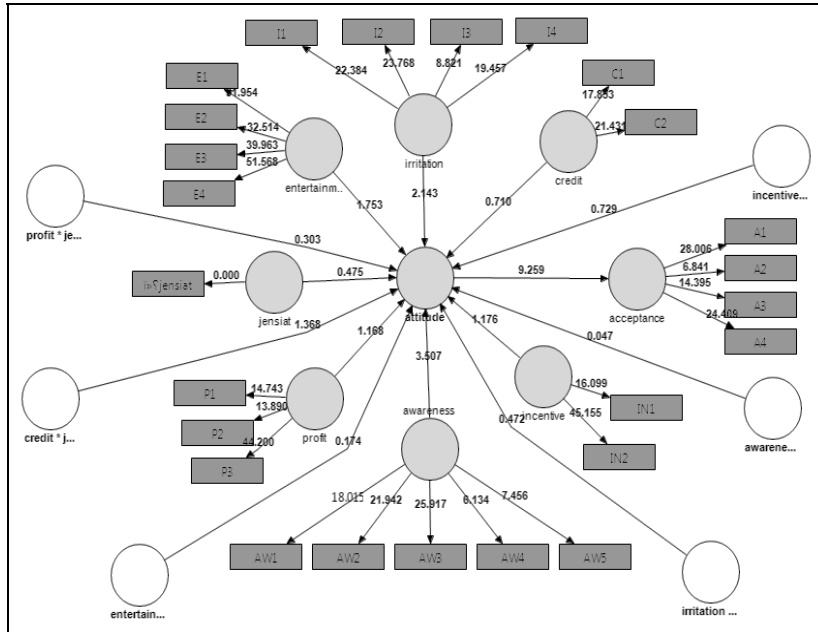 I1
I2
I3
I4
22.384
23.768
8.821
19.457
irritation
E1
E2
E3
E4
32.514
39.963
51.568
entertainm..
C1
C2
21.431
credit
profit * je...
incentive...
1.753
2.143
0.710
0.729
0.303
jensiat
0.000
0.475
jensiat
attitude
9.259
acceptance
A1
A2
A3
A4
28.006
6.841
14.395
24.409
1.368
1.168
3.507
1.176
0.047
credit * j...
P1
P2
P3
14.743
13.890
44.200
profit
awareness
incentive
16.099
45.155
IN1
IN2
awarene...
0.174
0.472
18.015
21.942
25.917
6.134
7.456
AW1
AW2
AW3
AW4
AW5
entertain...
irritation ...